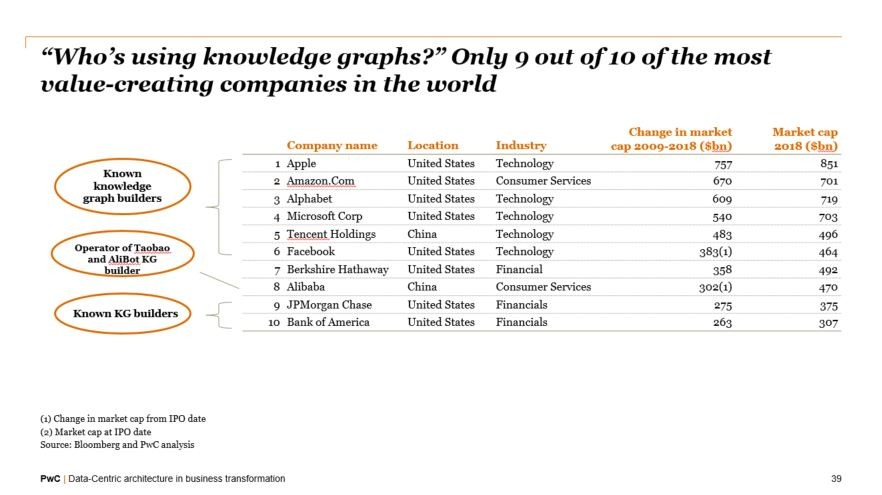 “Who’s using knowledge graphs?” Only 9 out of 10 of the most
value-creating companies in the world
Company name Location Industry Change in market cap 2009-2018 ($bn) Market cap 2018 ($bn)
1 Apple United States Technology 757 851
2 Amazon.Com United States Consumer Services 670 701
3 Alphabet United States Technology 609 719
4 Microsoft Corp United States Technology 540 703
5 Tencent Holdings China Technology 483 496
6 Facebook United States Technology 383(1) 464
7 Berkshire Hathaway United States Financial 358 492
8 Alibaba China Consumer Services 302(1) 470
9 JPMorgan Chase United States Financials 275 375
10 Bank of America United States Financials 263 307
Known
knowledge
graph builders
Operator of Taobao
and AliBot KG
builder
Known KG builders
(1) Change in market cap from IPO date
(2) Market cap at IPO date
Source: Bloomberg and PwC analysis
PwC | Data-Centric architecture in business transformation
39